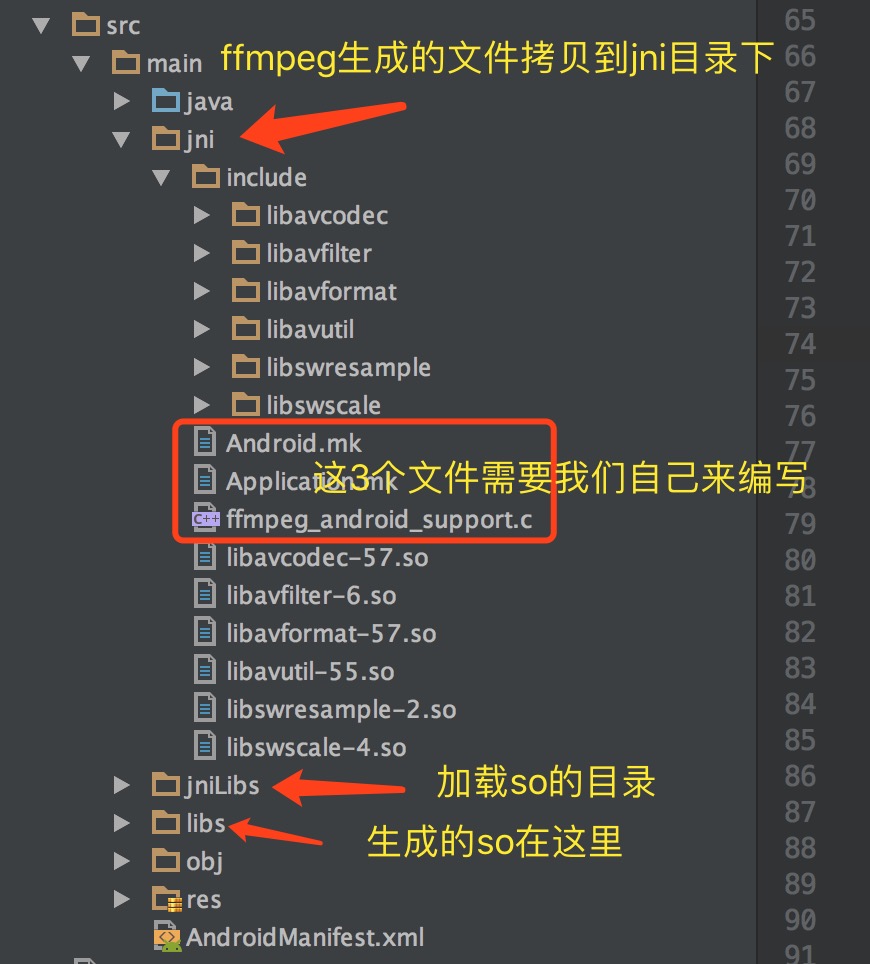 src
65
main
ffmpeg生成的文件拷贝到jni目录下
66
java
67
jni
68
include
69
libavcodec
70
libavfilter
71
libavformat
72
libavutil
73
libswresample
74
libswscale
75
76
Android.mk
77
Application.mk
这3个文件需要我们自己来编写
78
ffmpeg_android_support.c
79
libavcodec-57.so
80
libavfilter-6.so
81
libavformat-57.so
82
libavutil-55.so
83
libswresample-2.so
84
libswscale-4.so
85
jniLibs
加载so的目录
86
libs
生成的so在这里
87
obj
88
res
89
AndroidManifest.xml
90
91